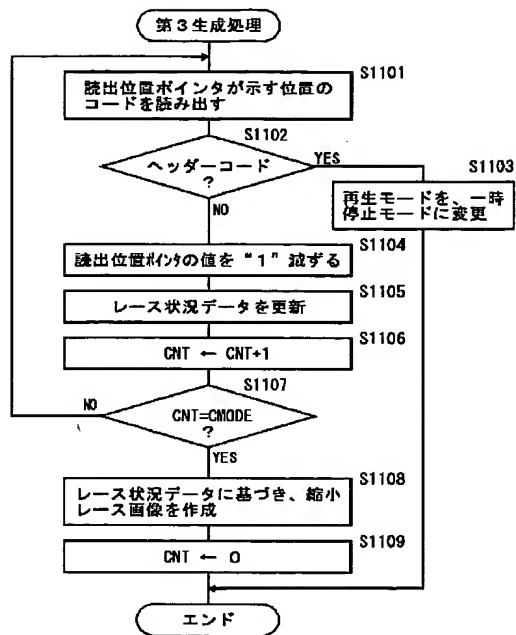 第3生成処理
S1101
読出位置ポインタが示す位置の
コードを読み出す
S1102
ヘッダーコード
?
YES
NO
S1103
再生モードを、一時
停止モードに変更
S1104
読出位置ポインタの値を“1”減ずる
S1105
レース状況データを更新
S1106
CNT ← CNT+1
S1107
NO
CNT=CMODE
?
YES
S1108
レース状況データに基づき、縮小
レース画像を作成
S1109
CNT ← 0
エンド